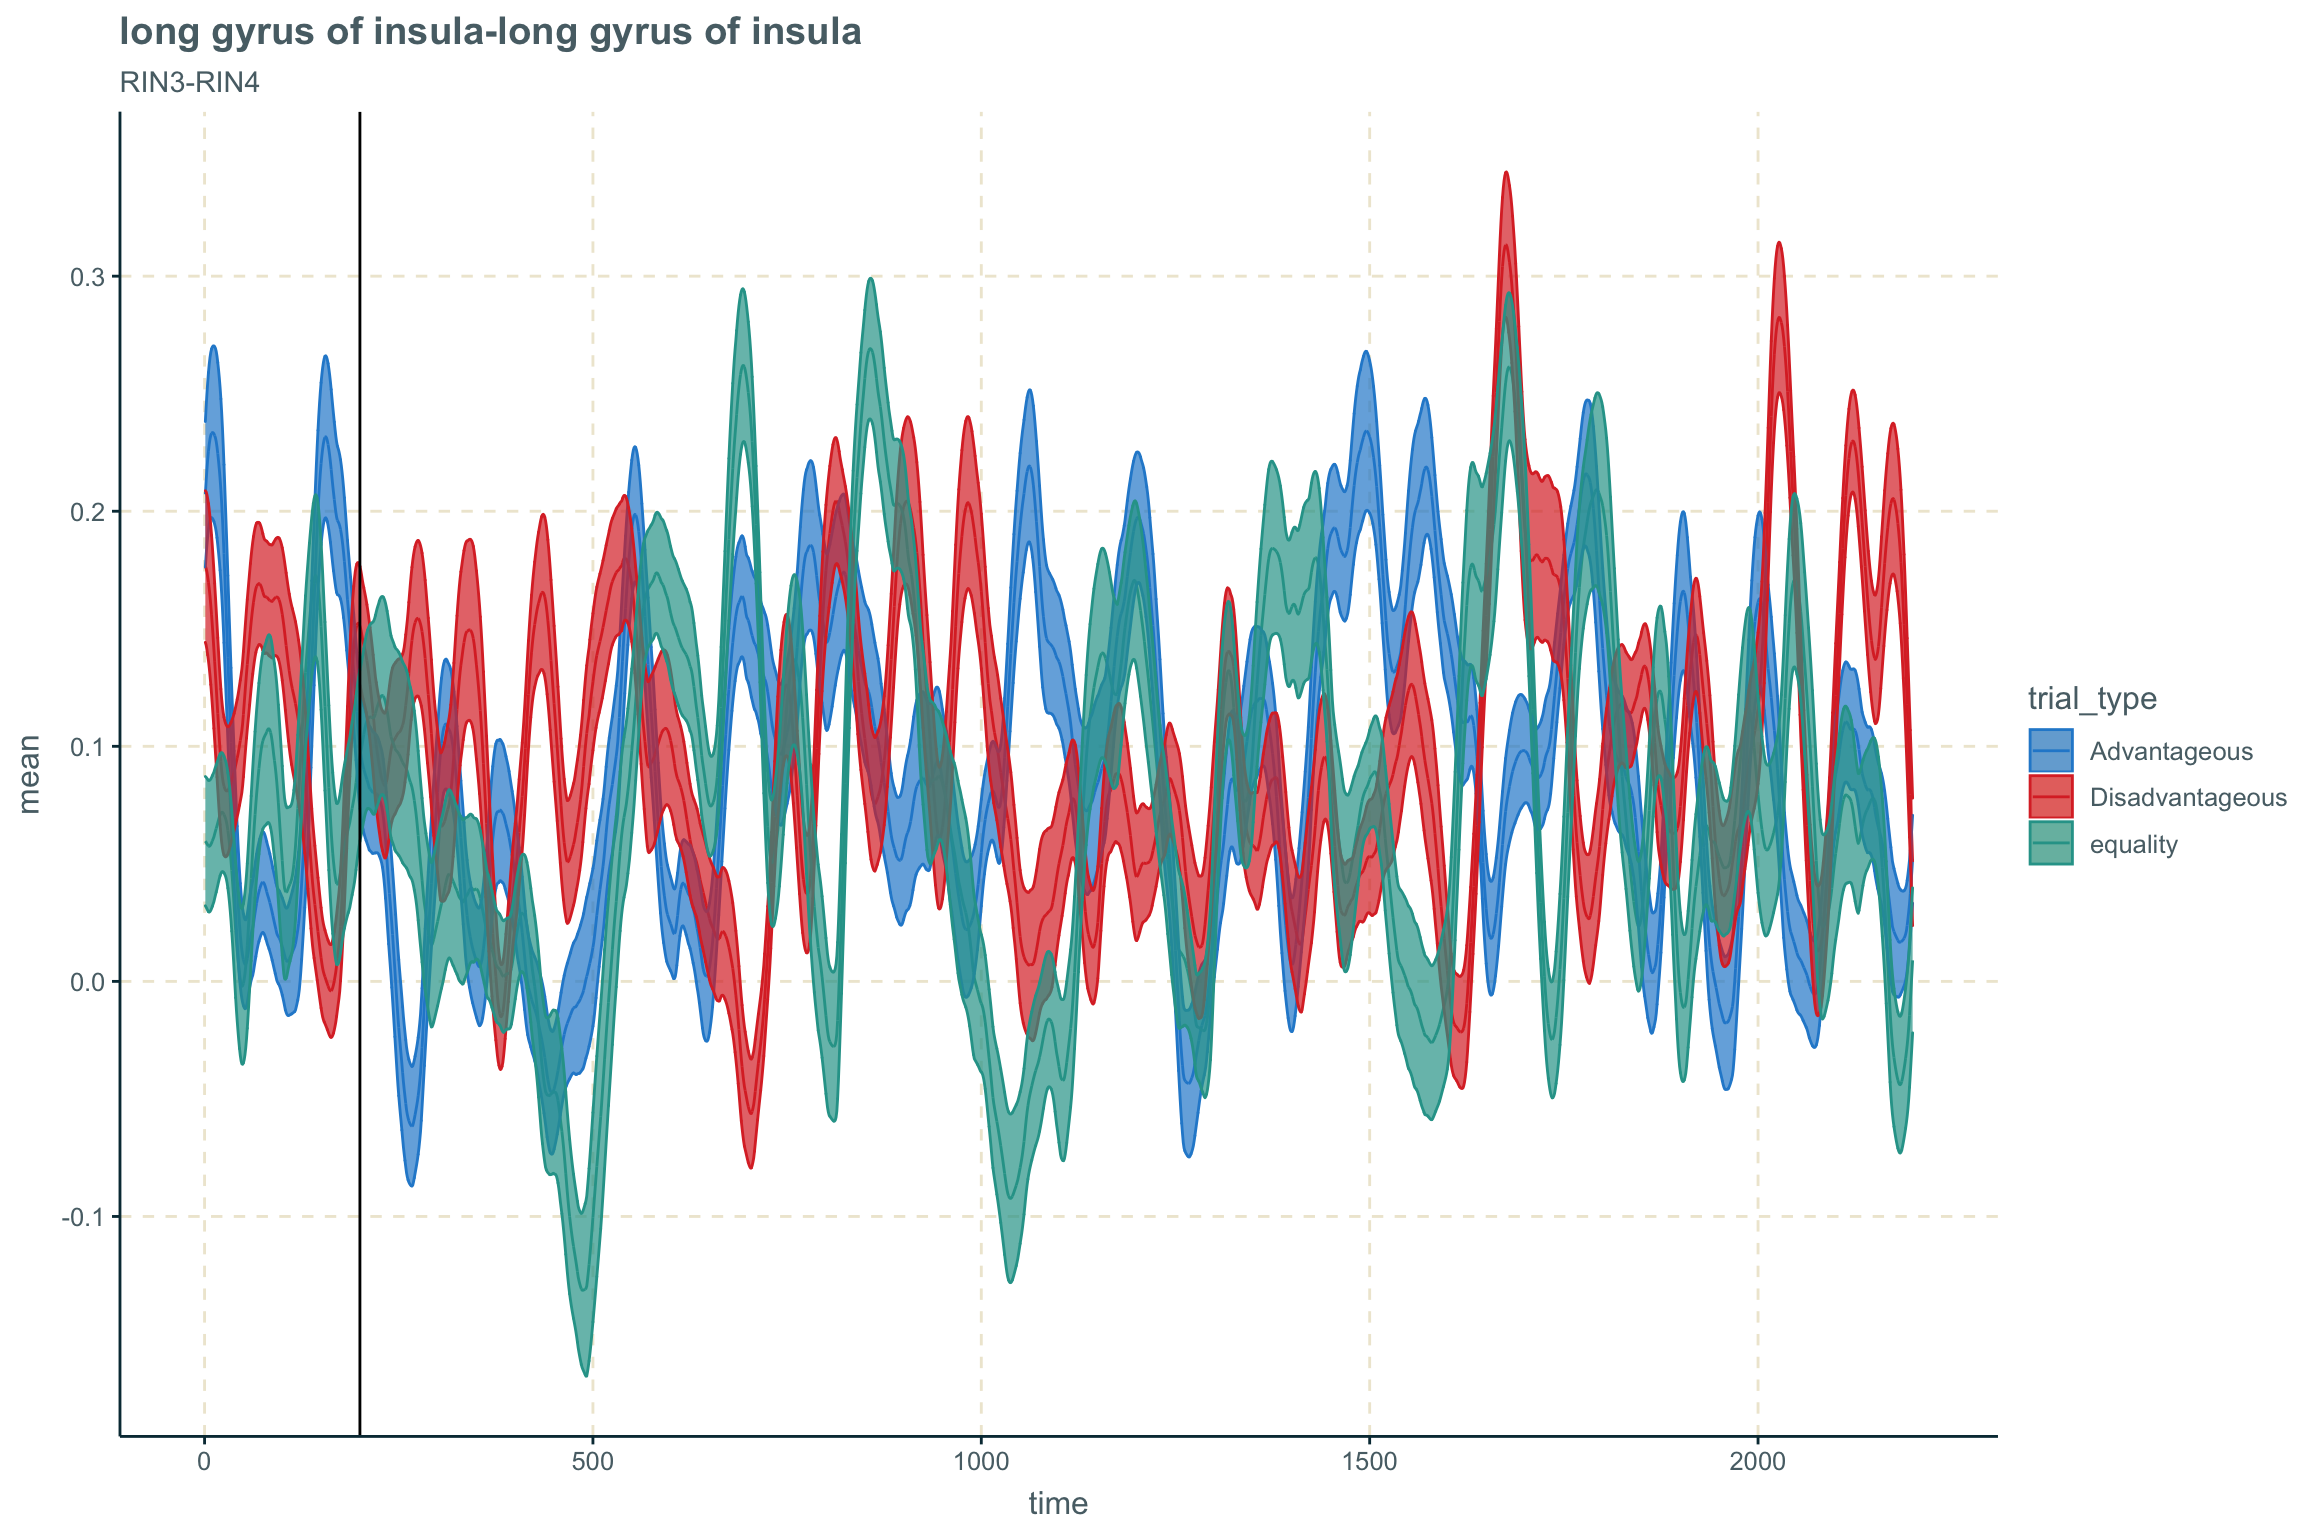 long gyrus of insula-long gyrus of insula
RIN3-RIN4
mean
0.3
0.2
0.1
0.0
-0.1
0
500
1000
1500
2000
time
trial_type
Advantageous
Disadvantageous
equality